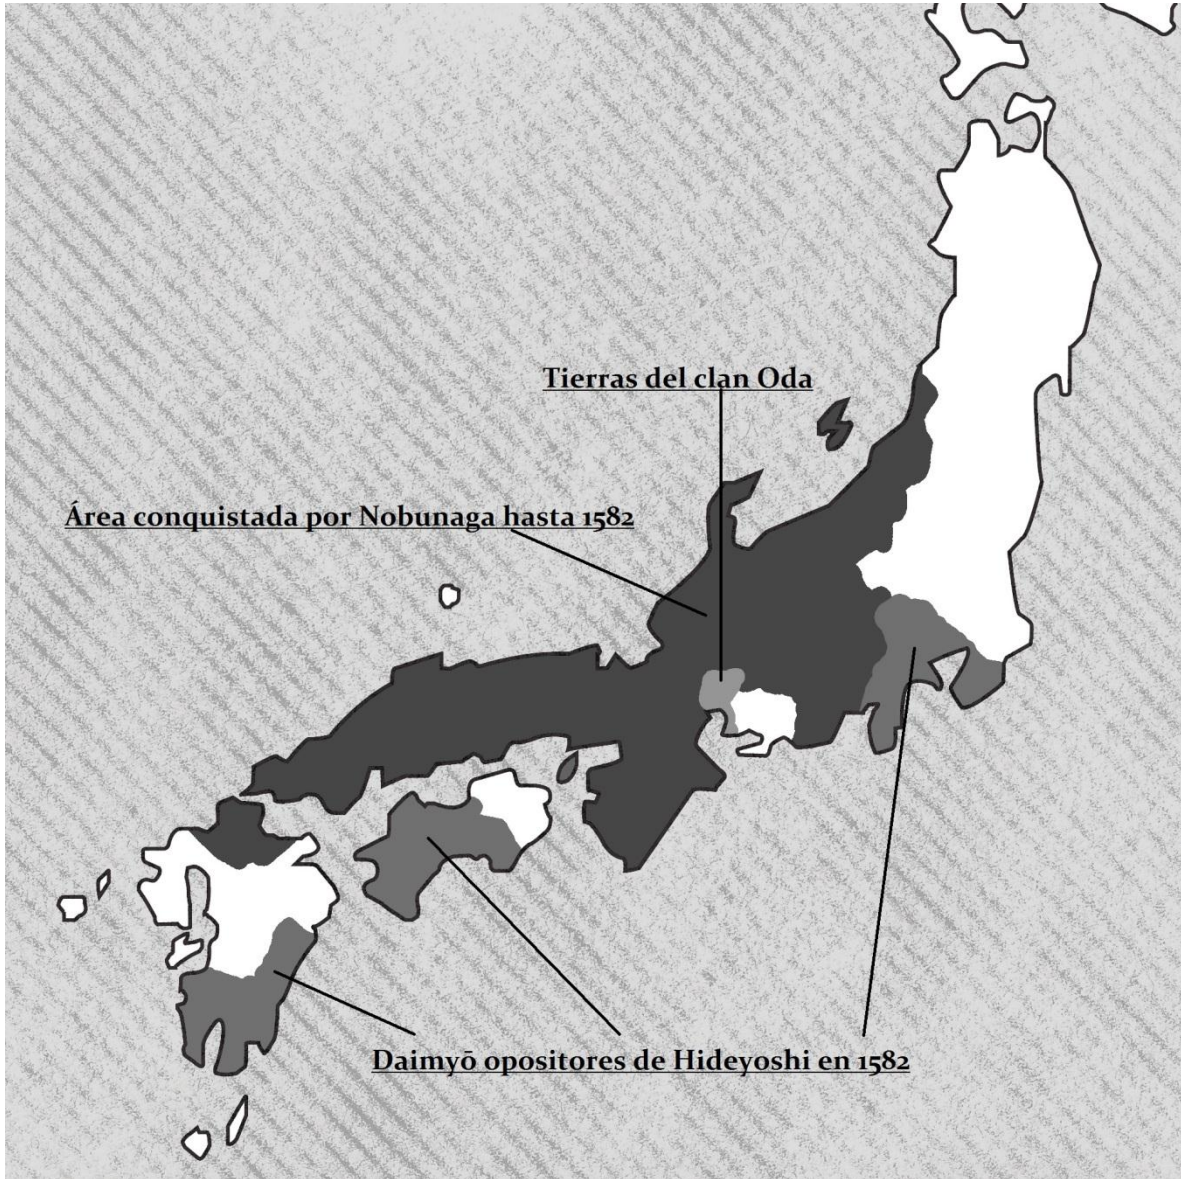 Tierras del clan Oda
Área conquistada por Nobunaga hasta 1582
Daimyō opositores de Hideyoshi en 1582